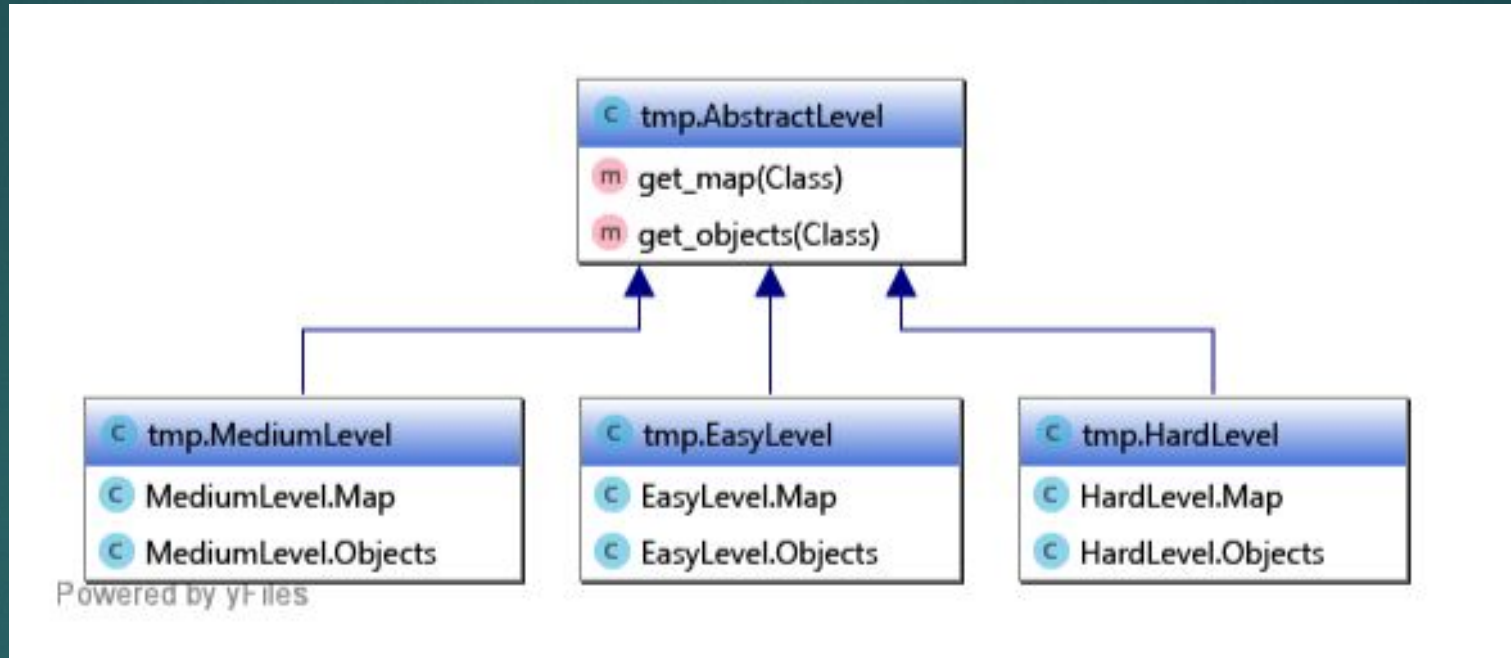 C tmp.AbstractLevel
m get_map(Class)
m get_objects(Class)
C tmp.MediumLevel
C MediumLevel.Map
C MediumLevel.Objects
C tmp.EasyLevel
C EasyLevel.Map
C EasyLevel.Objects
C tmp.HardLevel
C HardLevel.Map
C HardLevel.Objects
Powered by yFiles